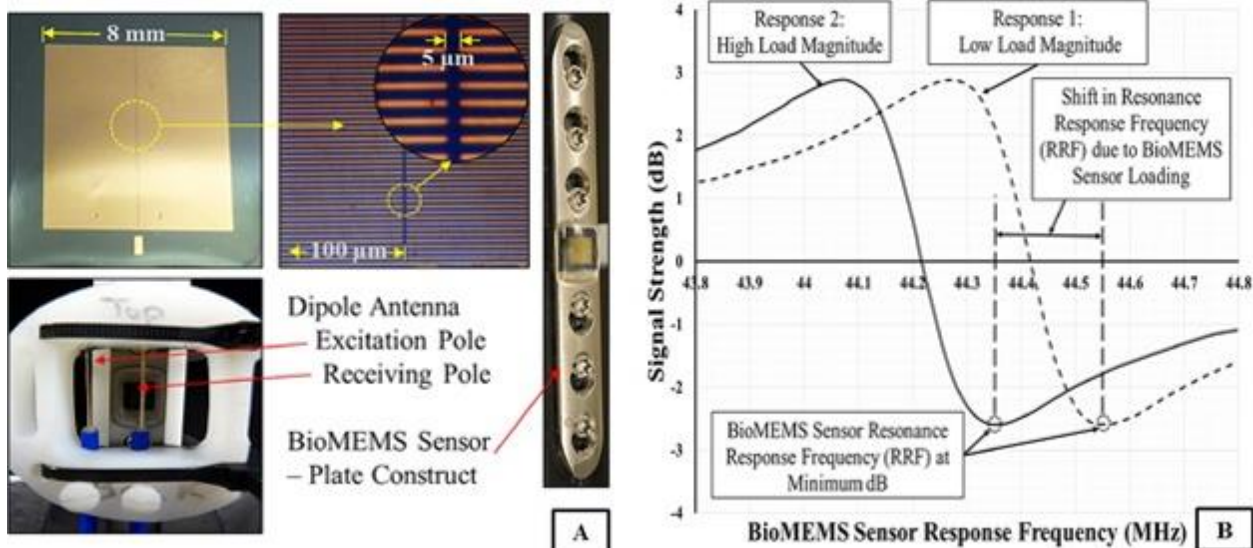 8 mm
5 µm
100 µm
Top
Dipole Antenna
Excitation Pole
Receiving Pole
BioMEMS Sensor
– Plate Construct
A
Response 2:
High Load Magnitude
Response 1:
Low Load Magnitude
Shift in Resonance
Response Frequency
(RRF) due to BioMEMS
Sensor Loading
BioMEMS Sensor Resonance
Response Frequency (RRF) at
Minimum dB
Signal Strength (dB)
4
3
2
1
0
-1
-2
-3
-4
43.8 43.9 44 44.1 44.2 44.3 44.4 44.5 44.6 44.7 44.8
BioMEMS Sensor Response Frequency (MHz)
B